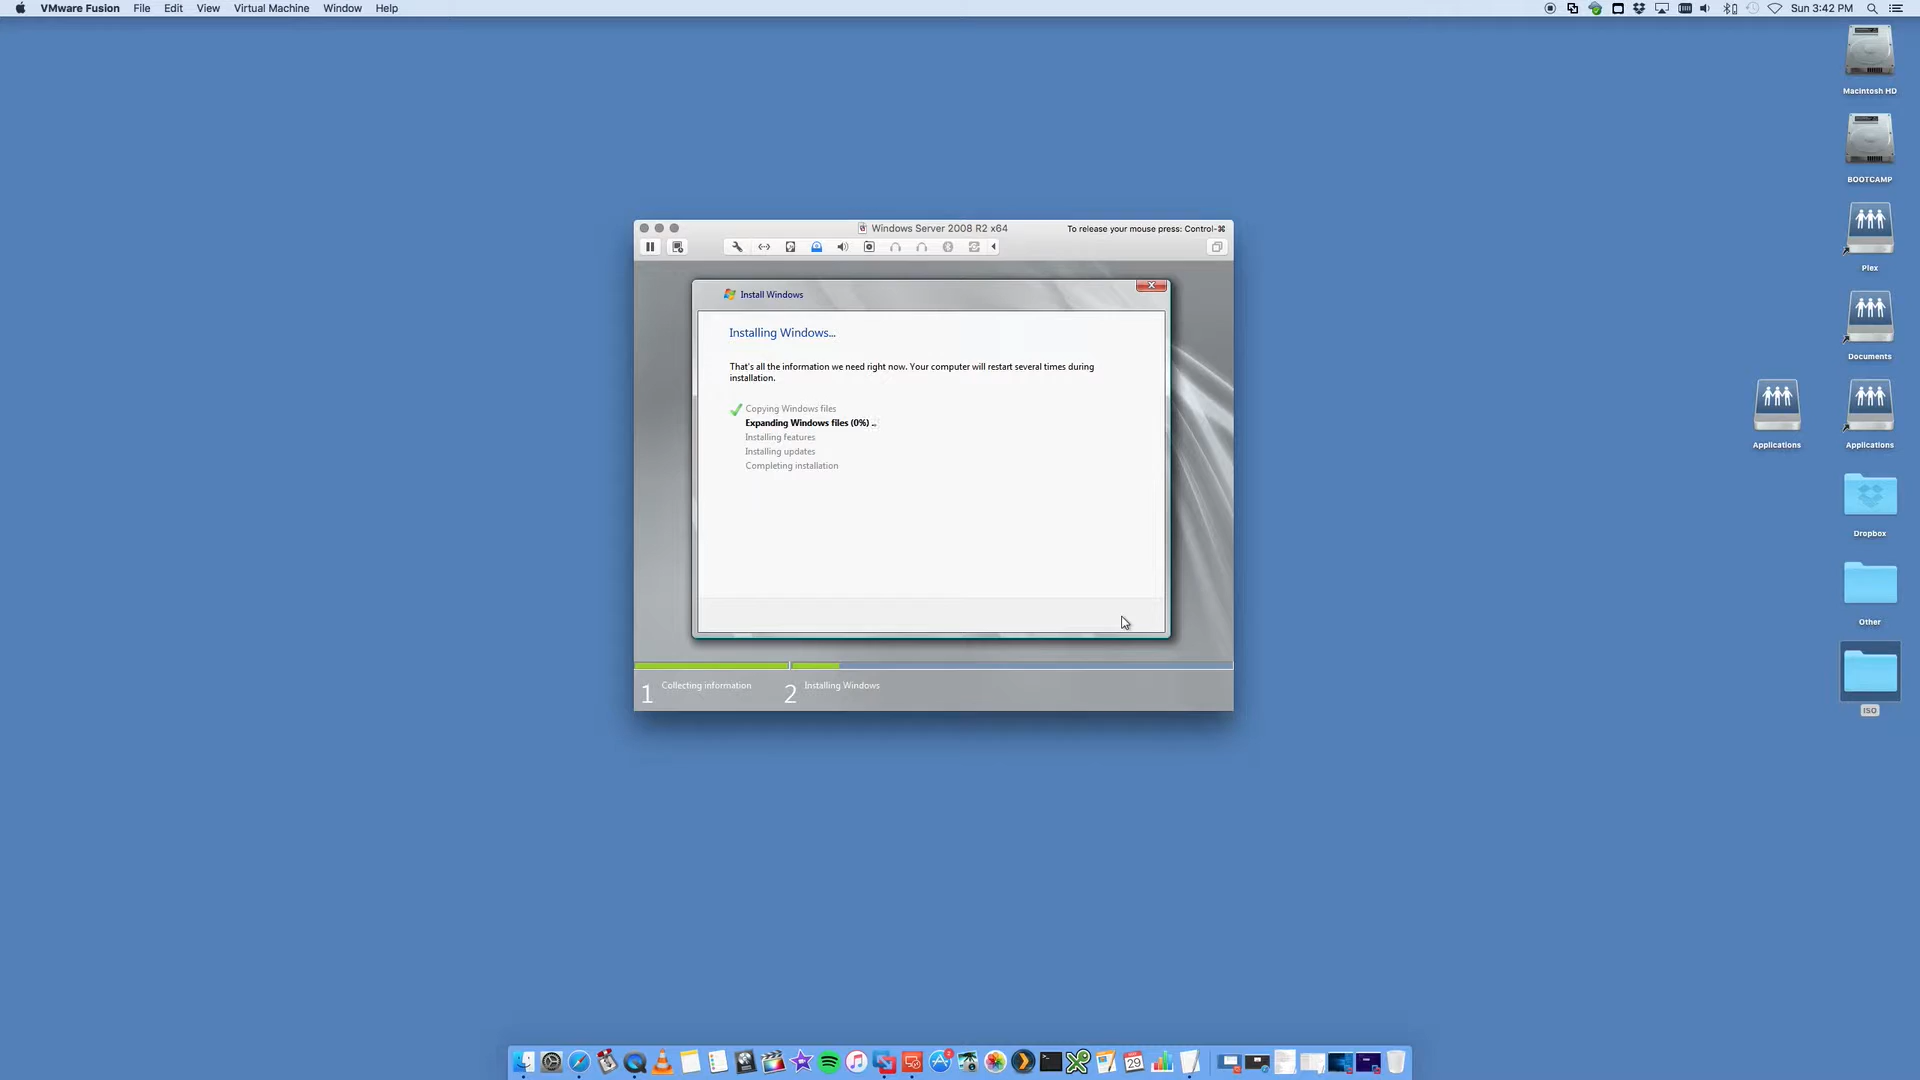 VMware Fusion File Edit View Virtual Machine Window Help Sun 3:42 PM
Macintosh HD
BOOTCAMP
Plex
Documents
Applications
Applications
Dropbox
Other
ISO
Windows Server 2008 R2 x64
To release your mouse press: Control-⌘
Install Windows
Installing Windows...
That's all the information we need right now. Your computer will restart several times during
installation.
Copying Windows files
Expanding Windows files (0%) ..
Installing features
Installing updates
Completing installation
1 Collecting information
2 Installing Windows
29